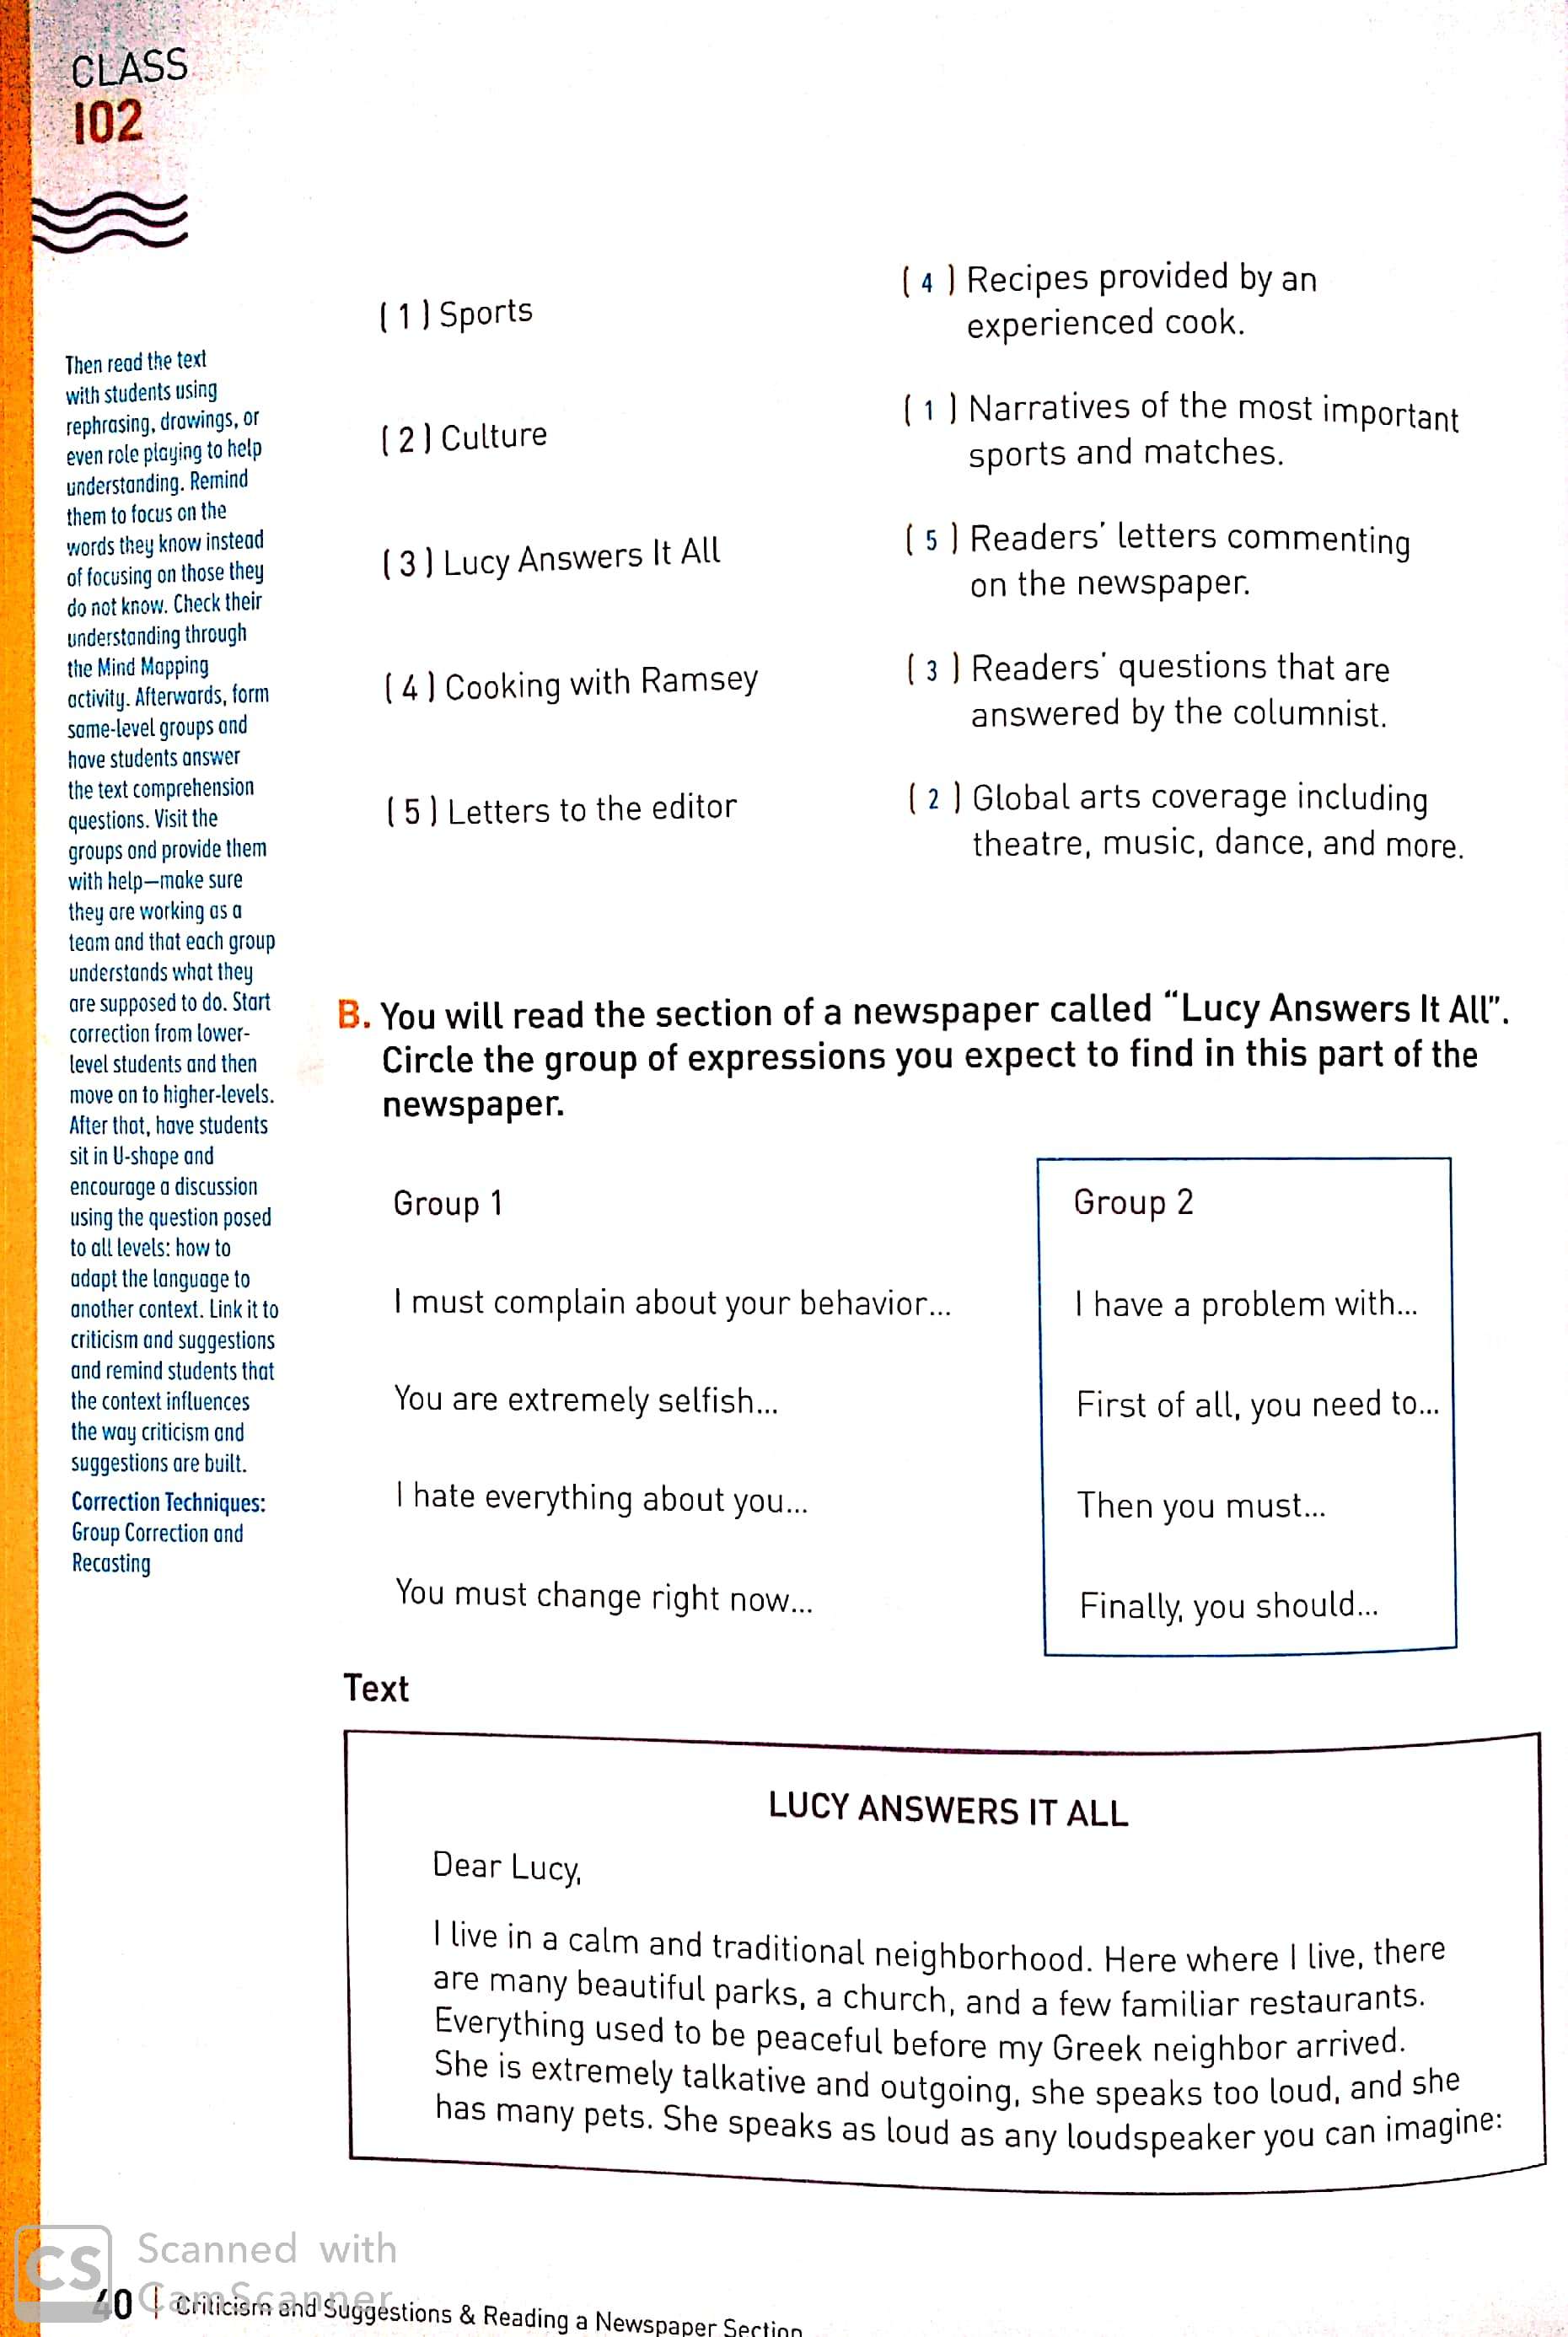 CLASS
102
Then read the text
with students using
rephrasing, drawings, or
even role playing to help
understanding. Remind
them to focus on the
words they know instead
of focusing on those they
do not know. Check their
understanding through
the Mind Mapping
activity. Afterwards, form
same-level groups and
have students answer
the text comprehension
questions. Visit the
groups and provide them
with help—make sure
they are working as a
team and that each group
understands what they
are supposed to do. Start
correction from lower-
level students and then
move on to higher-levels.
After that, have students
sit in U-shape and
encourage a discussion
using the question posed
to all levels: how to
adapt the language to
another context. Link it to
criticism and suggestions
and remind students that
the context influences
the way criticism and
suggestions are built.
Correction Techniques:
Group Correction and
Recasting
( 1 ) Sports
( 2 ) Culture
( 3 ) Lucy Answers It All
( 4 ) Cooking with Ramsey
( 5 ) Letters to the editor
( 4 ) Recipes provided by an
experienced cook.
( 1 ) Narratives of the most important
sports and matches.
( 5 ) Readers' letters commenting
on the newspaper.
( 3 ) Readers' questions that are
answered by the columnist.
( 2 ) Global arts coverage including
theatre, music, dance, and more.
B. You will read the section of a newspaper called “Lucy Answers It All”.
Circle the group of expressions you expect to find in this part of the
newspaper.
Group 1
I must complain about your behavior...
You are extremely selfish...
I hate everything about you...
You must change right now...
Group 2
I have a problem with...
First of all, you need to...
Then you must...
Finally, you should...
Text
LUCY ANSWERS IT ALL
Dear Lucy,
I live in a calm and traditional neighborhood. Here where I live, there
are many beautiful parks, a church, and a few familiar restaurants.
Everything used to be peaceful before my Greek neighbor arrived.
She is extremely talkative and outgoing, she speaks too loud, and she
has many pets. She speaks as loud as any loudspeaker you can imagine:
CS
Scanned with
CamScanner
40 | Criticism and Suggestions & Reading a Newspaper Section